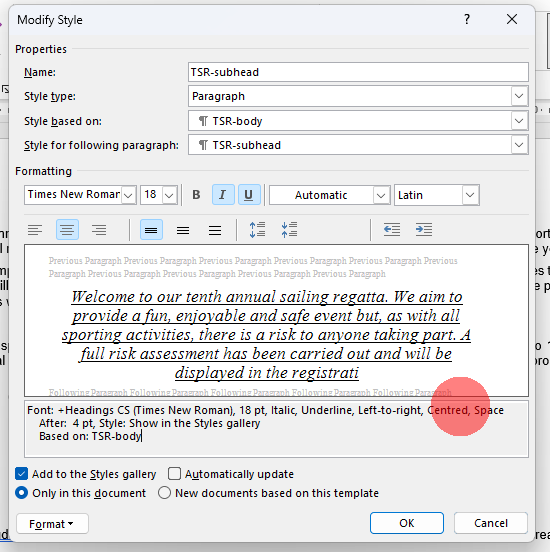 Modify Style
?
Properties
Name:
TSR-subhead
Style type:
Paragraph
Style based on:
¶ TSR-body
Style for following paragraph:
¶ TSR-subhead
Formatting
Times New Roman
18
B
I
U
Automatic
Latin
Previous Paragraph Previous Paragraph Previous Paragraph Previous Paragraph Previous
Paragraph Previous Paragraph Previous Paragraph Previous Paragraph Previous Paragraph
Welcome to our tenth annual sailing regatta. We aim to
provide a fun, enjoyable and safe event but, as with all
sporting activities, there is a risk to anyone taking part. A
full risk assessment has been carried out and will be
displayed in the registrati
Following Paragraph Following Paragraph Following Paragraph Following Paragraph
Font: +Headings CS (Times New Roman), 18 pt, Italic, Underline, Left-to-right, Centred, Space
After: 4 pt, Style: Show in the Styles gallery
Based on: TSR-body
Add to the Styles gallery
Automatically update
Only in this document
New documents based on this template
Format
OK
Cancel